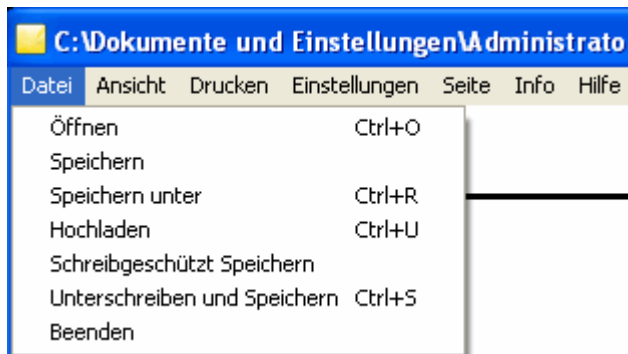 C:\Dokumente und Einstellungen\Administrato
Datei Ansicht Drucken Einstellungen Seite Info Hilfe
Öffnen Ctrl+O
Speichern
Speichern unter Ctrl+R
Hochladen Ctrl+U
Schreibgeschützt Speichern
Unterschreiben und Speichern Ctrl+S
Beenden